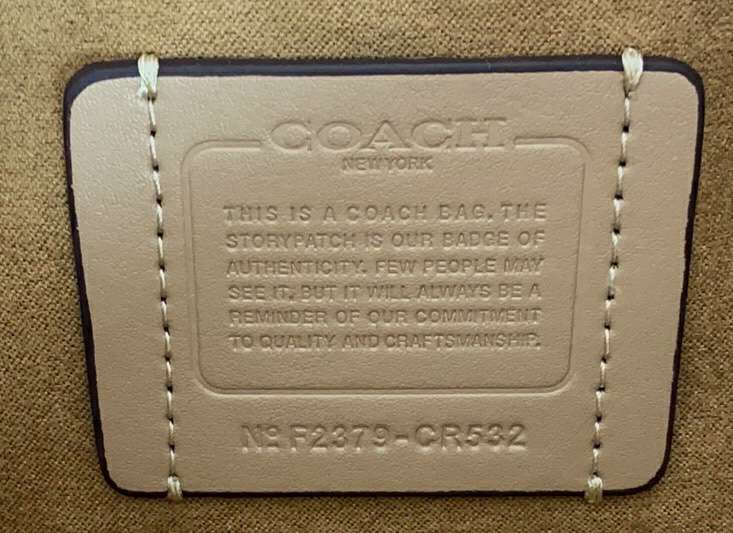 COACH
NEW YORK
THIS IS A COACH BAG. THE
STORYPATCH IS OUR BADGE OF
AUTHENTICITY. FEW PEOPLE MAY
SEE IT, BUT IT WILL ALWAYS BE A
REMINDER OF OUR COMMITMENT
TO QUALITY AND CRAFTSMANSHIP.
Nº F2379-CR532